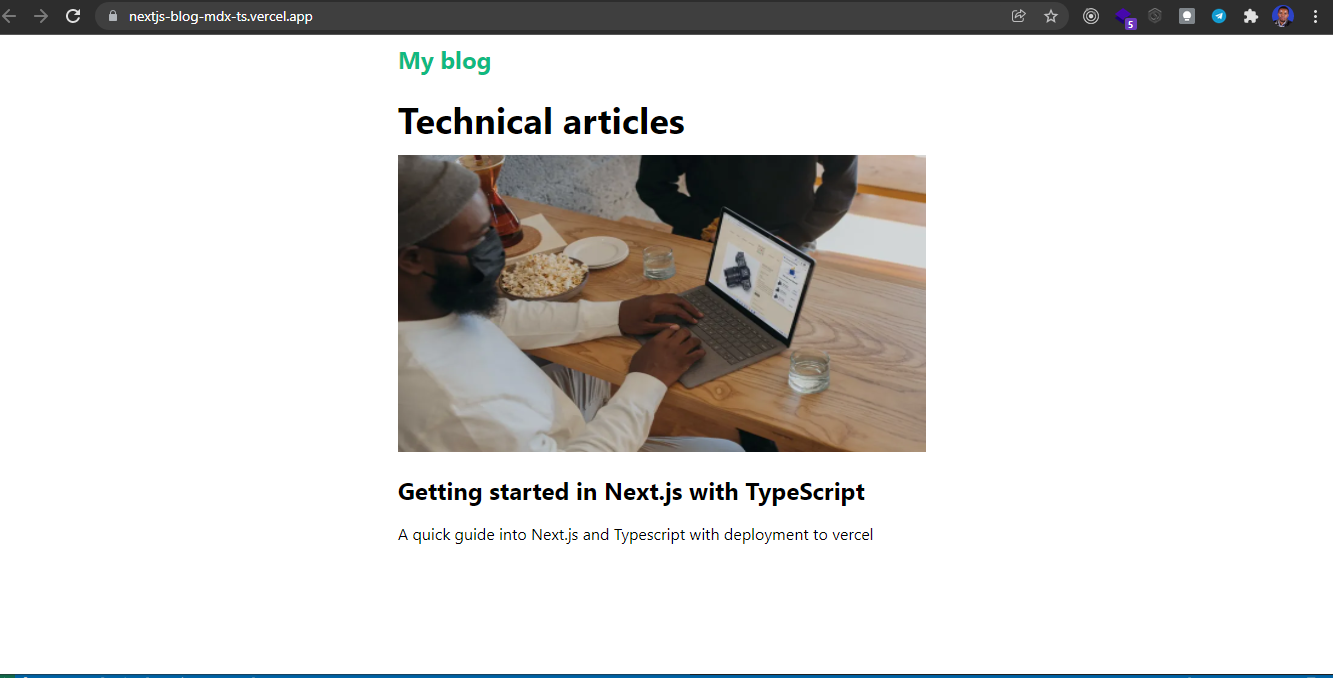 nextjs-blog-mdx-ts.vercel.app
5
My blog
Technical articles
Getting started in Next.js with TypeScript
A quick guide into Next.js and Typescript with deployment to vercel